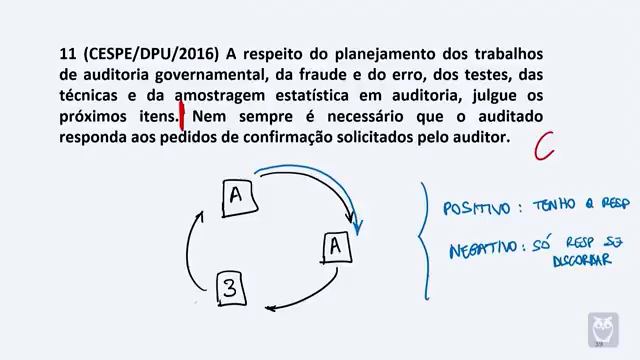 11 (CESPE/DPU/2016) A respeito do planejamento dos trabalhos
de auditoria governamental, da fraude e do erro, dos testes, das
técnicas e da amostragem estatística em auditoria, julgue os
próximos itens. Nem sempre é necessário que o auditado
responda aos pedidos de confirmação solicitados pelo auditor.
C
A
POSITIVO: TENHO Q RESP
A
NEGATIVO: SÓ RESP SE
DISCORDAR
3
39